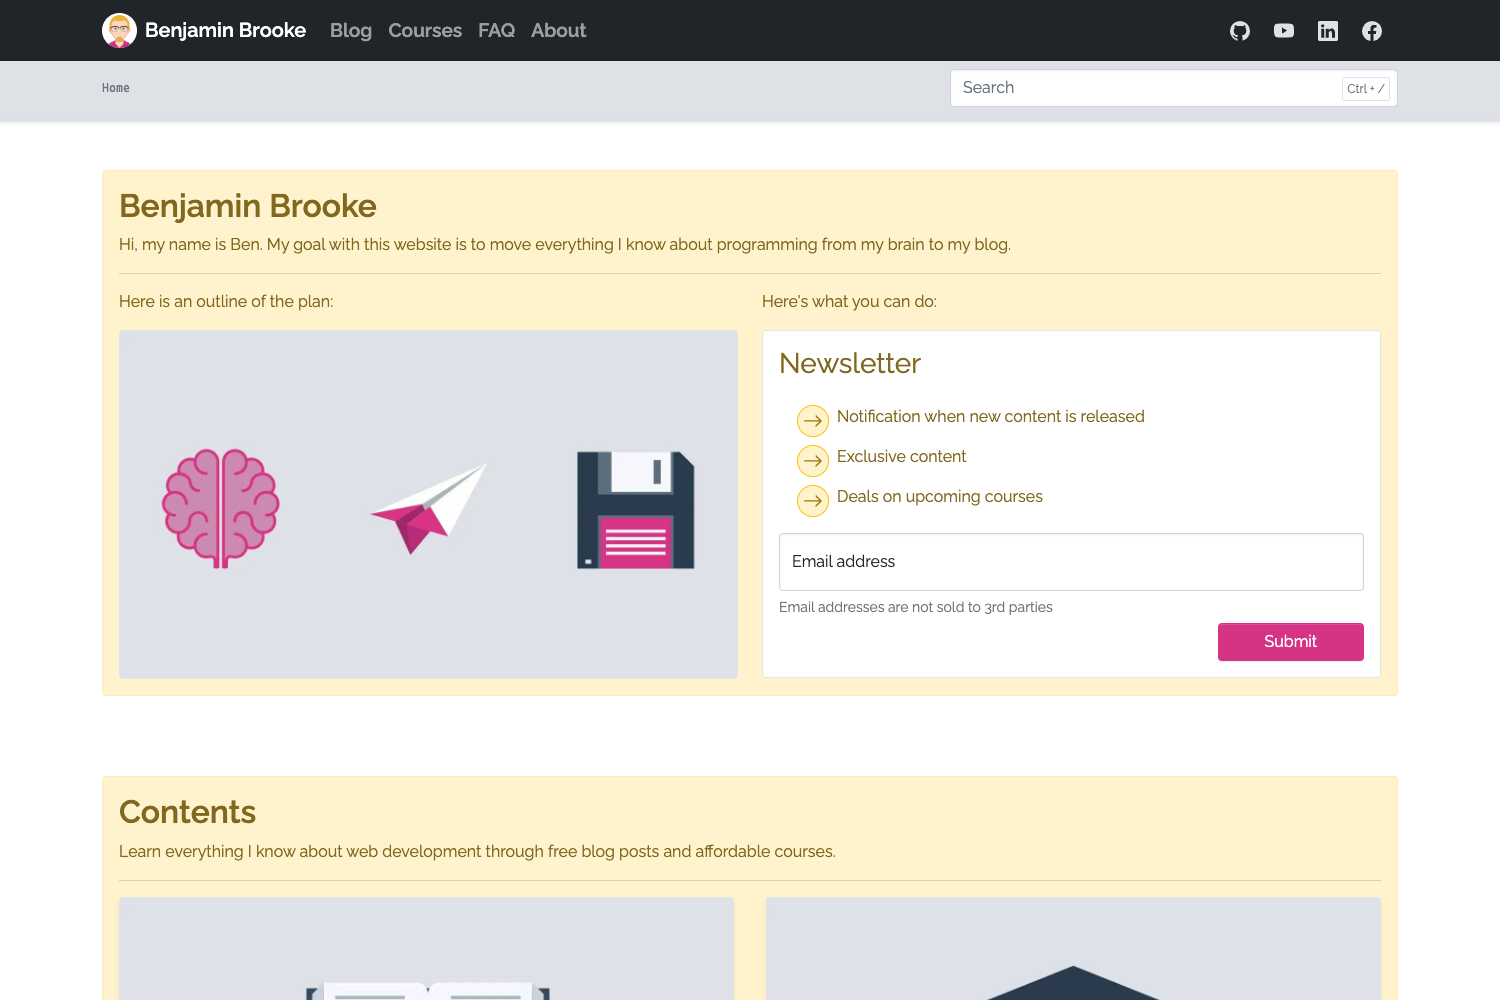 Benjamin Brooke Blog Courses FAQ About
Home
Search Ctrl + /
Benjamin Brooke
Hi, my name is Ben. My goal with this website is to move everything I know about programming from my brain to my blog.
Here is an outline of the plan:
Here's what you can do:
Newsletter
Notification when new content is released
Exclusive content
Deals on upcoming courses
Email address
Email addresses are not sold to 3rd parties
Submit
Contents
Learn everything I know about web development through free blog posts and affordable courses.